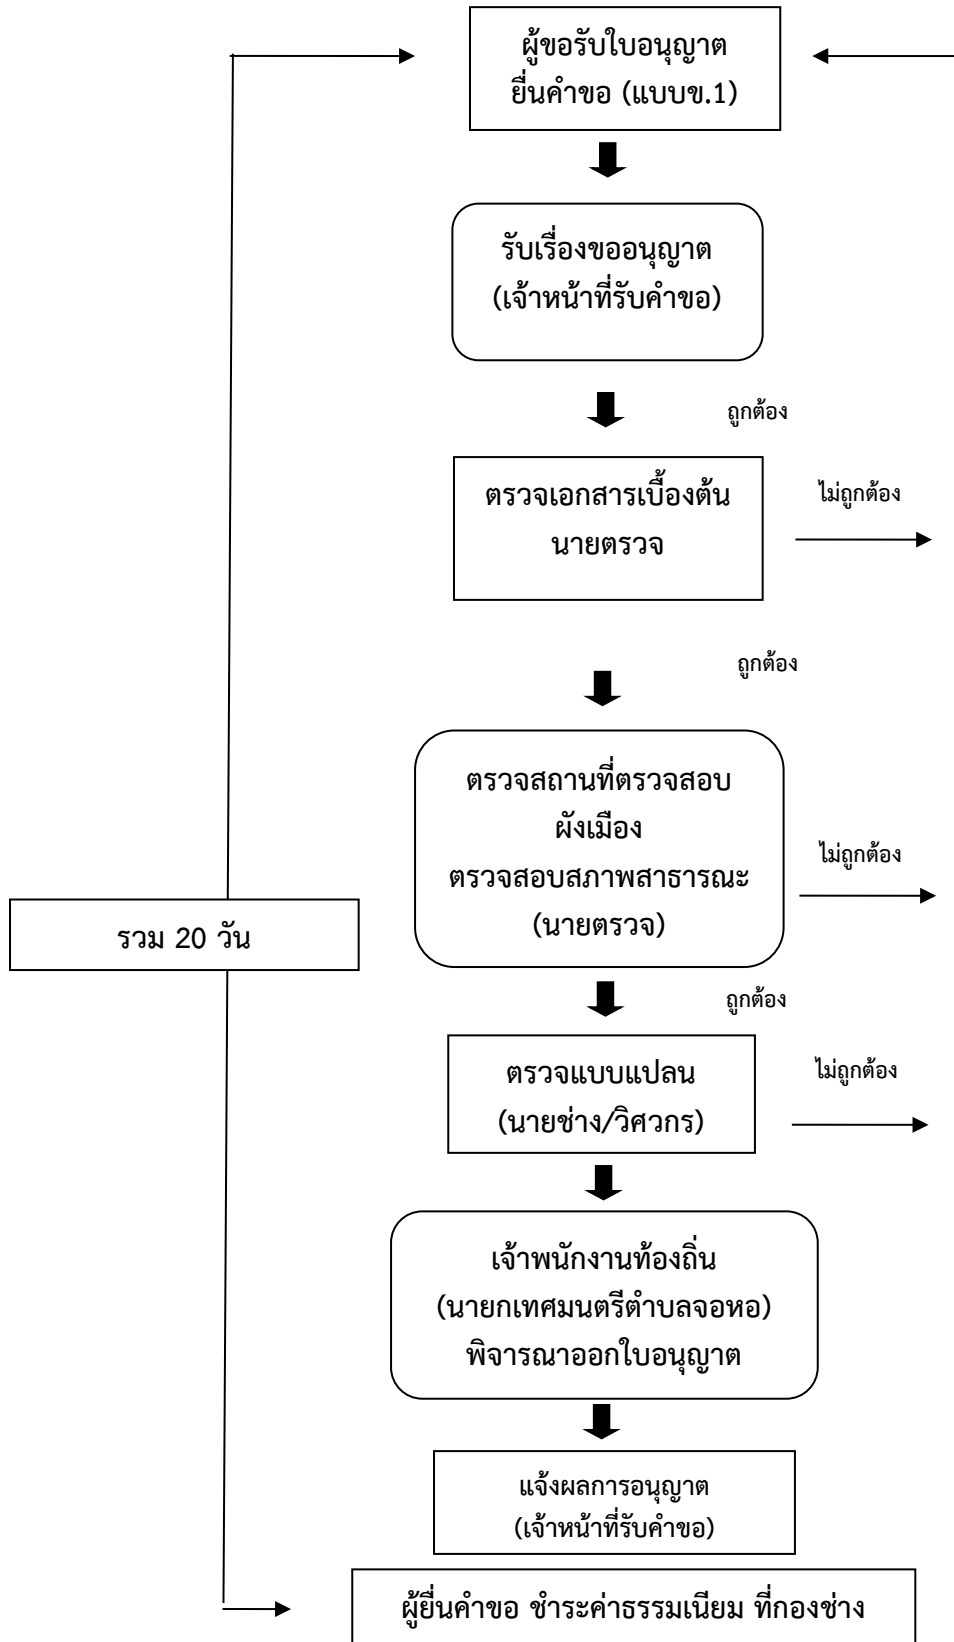 ผู้ขอรับใบอนุญาต
ยื่นคำขอ (แบบข.1)
รับเรื่องขออนุญาต
(เจ้าหน้าที่รับคำขอ)
ถูกต้อง
ตรวจเอกสารเบื้องต้น
นายตรวจ
ไม่ถูกต้อง
ถูกต้อง
ตรวจสถานที่ตรวจสอบ
ผังเมือง
ตรวจสอบสภาพสาธารณะ
(นายตรวจ)
ไม่ถูกต้อง
รวม 20 วัน
ถูกต้อง
ตรวจแบบแปลน
(นายช่าง/วิศวกร)
ไม่ถูกต้อง
เจ้าพนักงานท้องถิ่น
(นายกเทศมนตรีตำบลจอหอ)
พิจารณาออกใบอนุญาต
แจ้งผลการอนุญาต
(เจ้าหน้าที่รับคำขอ)
ผู้ยื่นคำขอ ชำระค่าธรรมเนียม ที่กองช่าง